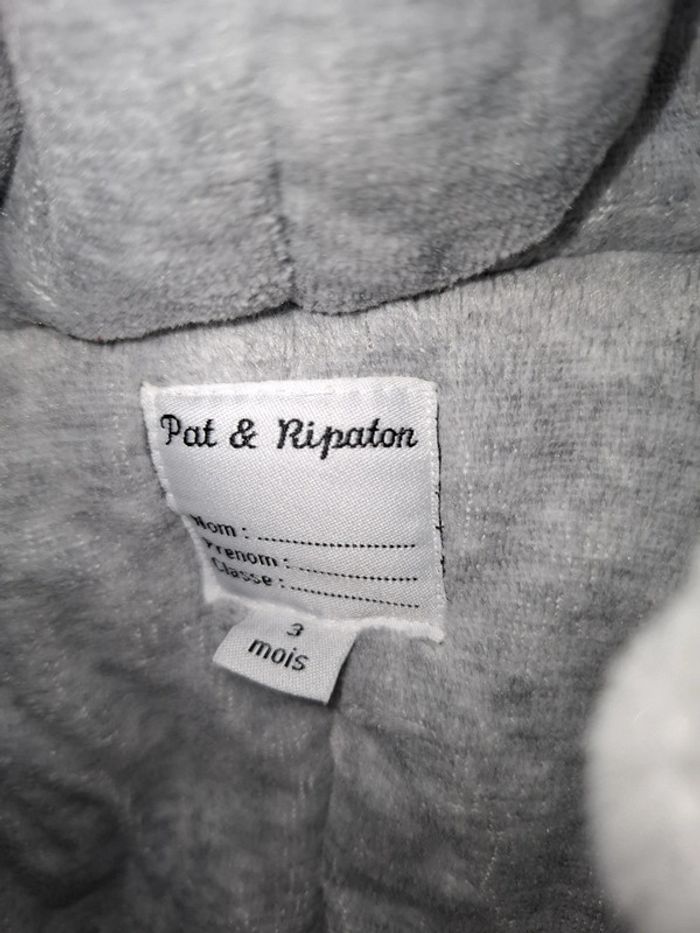 Pat & Ripaton
Nom : ........................
Prenom : ...................
Classe : ...................
3
mois